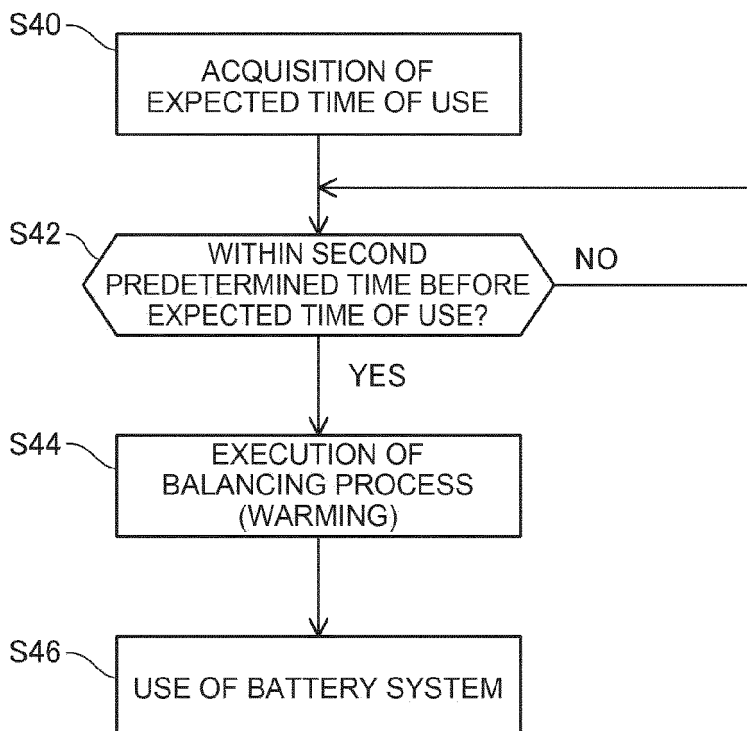 S40
ACQUISITION OF
EXPECTED TIME OF USE
S42
WITHIN SECOND
PREDETERMINED TIME BEFORE
EXPECTED TIME OF USE?
NO
YES
S44
EXECUTION OF
BALANCING PROCESS
(WARMING)
S46
USE OF BATTERY SYSTEM